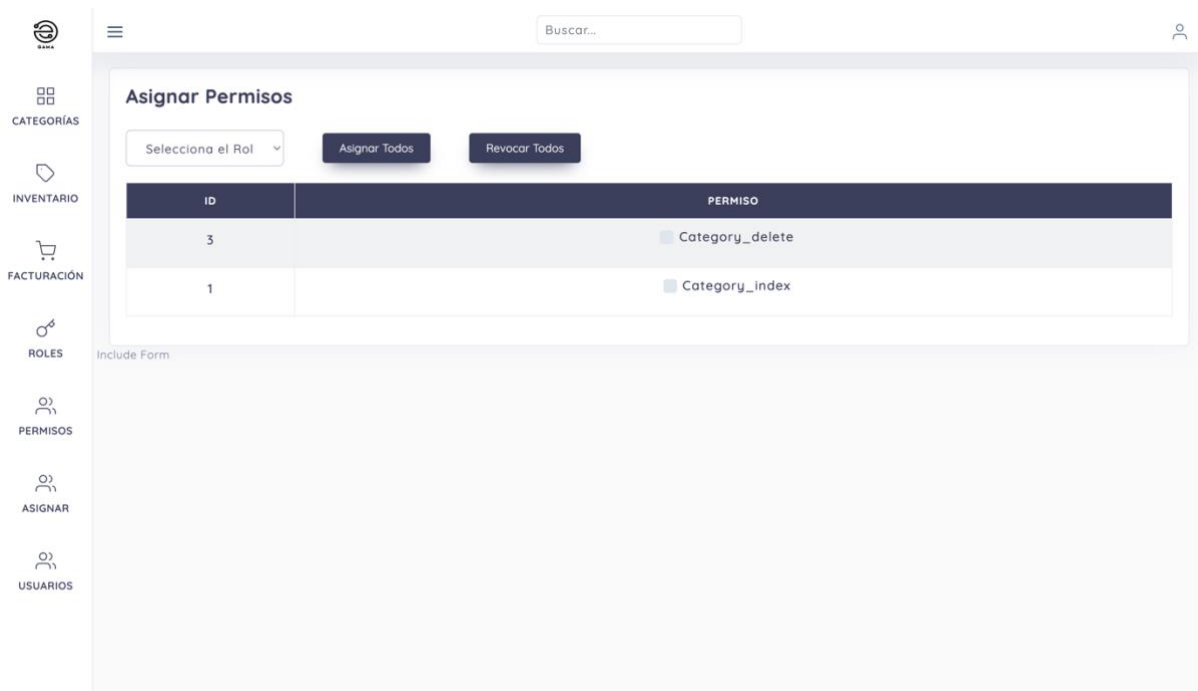 GAMA
Buscar...
CATEGORÍAS
INVENTARIO
FACTURACIÓN
ROLES
PERMISOS
ASIGNAR
USUARIOS
Asignar Permisos
Selecciona el Rol
Asignar Todos
Revocar Todos
ID PERMISO
3 Category_delete
1 Category_index
Include Form